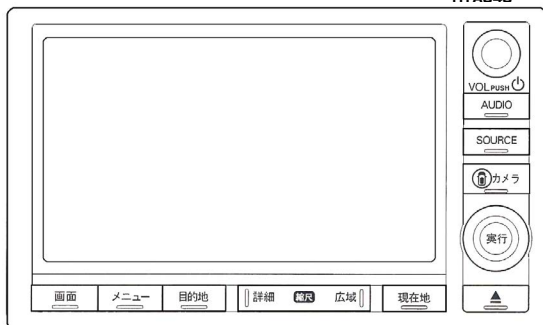 VOL PUSH
AUDIO
SOURCE
カメラ
実行
画面 メニュー 目的地 詳細 縮尺 広域 現在地